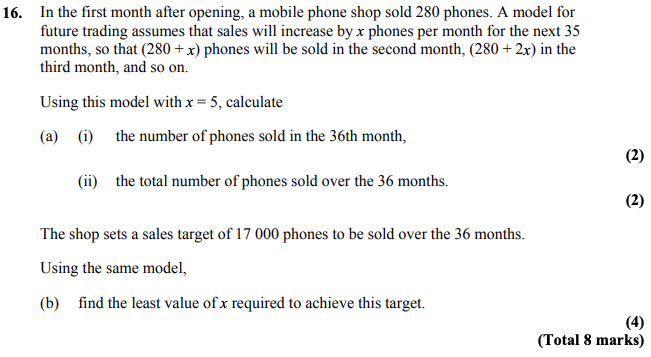 16. In the first month after opening, a mobile phone shop sold 280 phones. A model for
future trading assumes that sales will increase by x phones per month for the next 35
months, so that (280 + x) phones will be sold in the second month, (280 + 2x) in the
third month, and so on.
Using this model with x = 5, calculate
(a) (i) the number of phones sold in the 36th month,
(2)
(ii) the total number of phones sold over the 36 months.
(2)
The shop sets a sales target of 17 000 phones to be sold over the 36 months.
Using the same model,
(b) find the least value of x required to achieve this target.
(4)
(Total 8 marks)